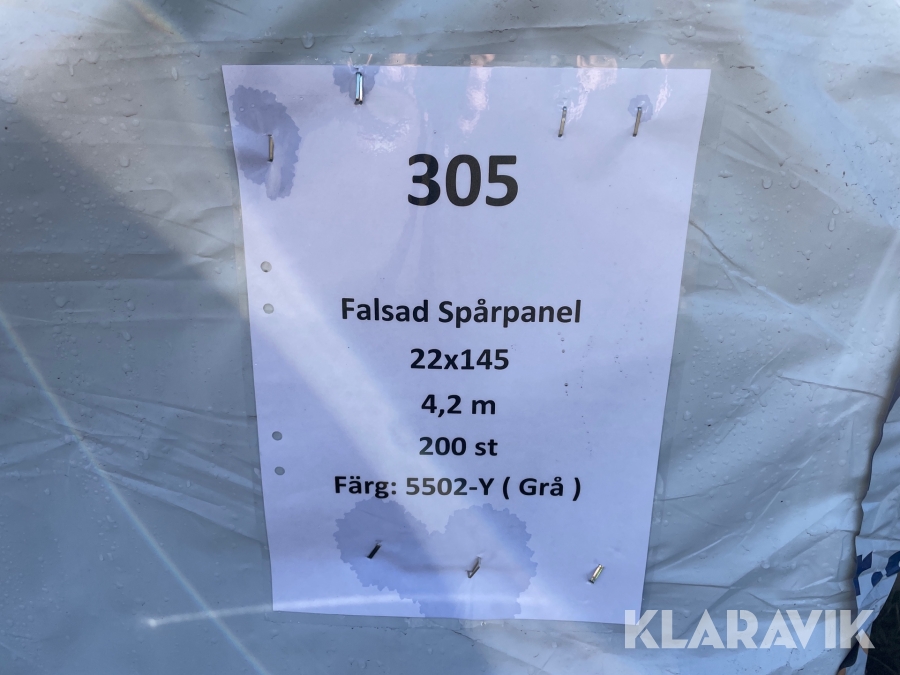 305
Falsad Spårpanel
22x145
4,2 m
200 st
Färg: 5502-Y ( Grå )
KLARAVIK